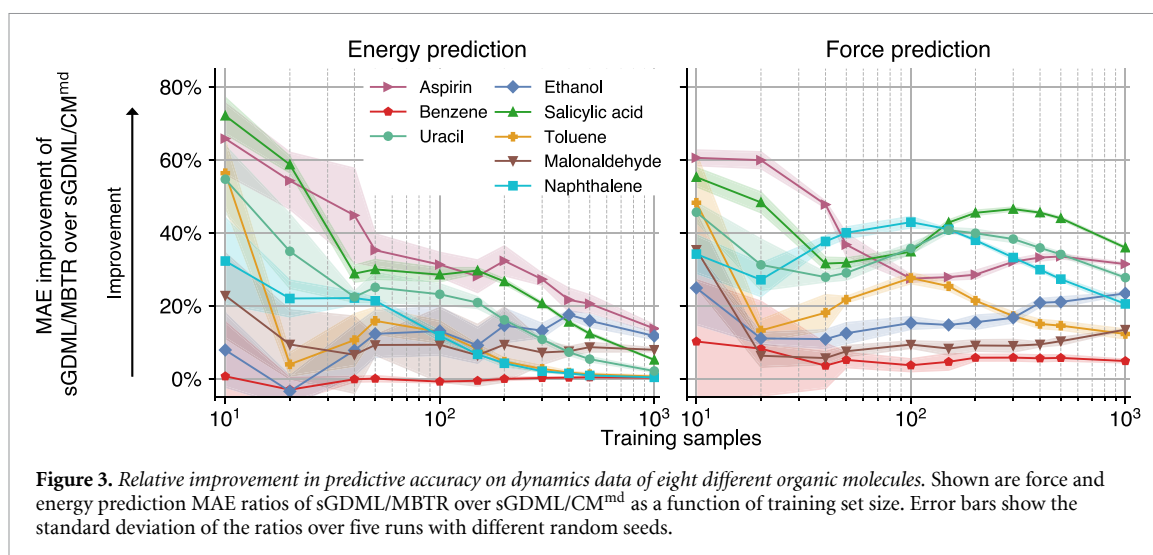 Energy prediction
Force prediction
MAE improvement of
sGDML/MBTR over sGDML/CMᵐᵈ
Improvement
80%
60%
40%
20%
0%
Aspirin
Benzene
Uracil
Ethanol
Salicylic acid
Toluene
Malonaldehyde
Naphthalene
10¹
10²
10³
10¹
10²
10³
Training samples
Figure 3. Relative improvement in predictive accuracy on dynamics data of eight different organic molecules. Shown are force and
energy prediction MAE ratios of sGDML/MBTR over sGDML/CMᵐᵈ as a function of training set size. Error bars show the
standard deviation of the ratios over five runs with different random seeds.